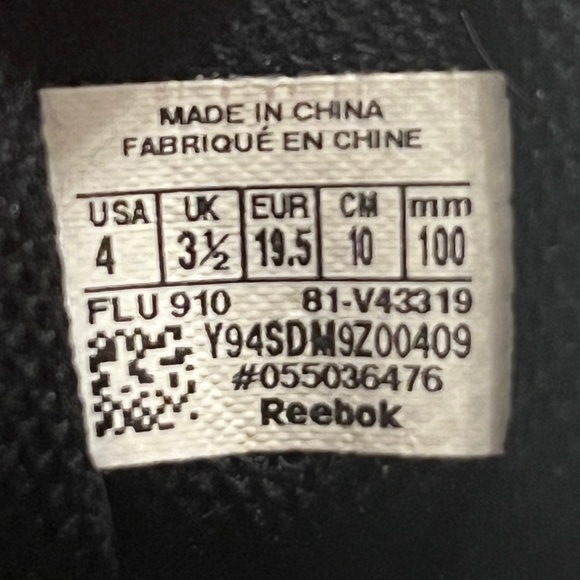 MADE IN CHINA
FABRIQUÉ EN CHINE
USA UK EUR CM mm
4 3½ 19.5 10 100
FLU 910 81-V43319
Y94SDM9Z00409
#055036476
Reebok